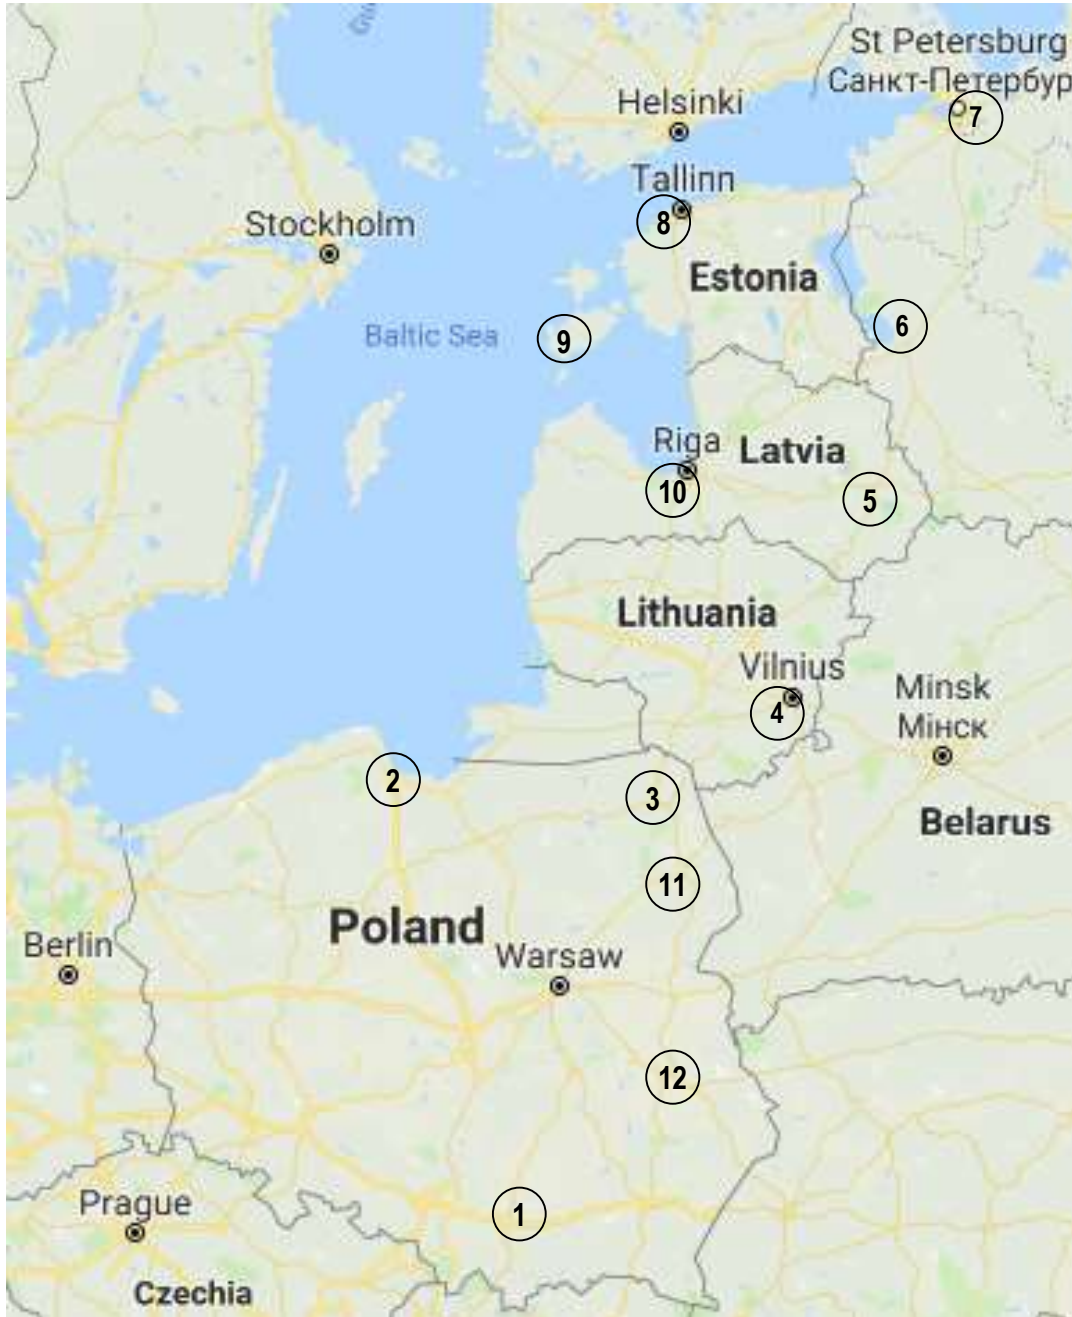 Gu
St Petersburg
Санкт-Петербур
7
Helsinki
Tallinn
8
Stockholm
Estonia
Baltic Sea
9
6
Riga
Latvia
10
5
Lithuania
Vilnius
4
Minsk
Мінск
2
3
Belarus
11
Poland
Berlin
Warsaw
12
Prague
1
Czechia